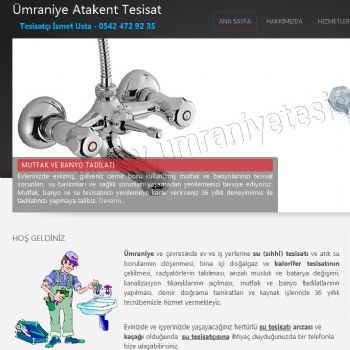 Ümraniye Atakent Tesisat
Tesisatçı İsmet Usta - 0542 472 92 35
ANA SAYFA
HAKKIMIZDA
HİZMETLER
www.umraniyetesi
MUTFAK VE BANYO TADİLATI
Evlerinizde eskimiş, galveniz demir boru kullanılmış mutfak ve banyolarınızı tesisat
sorunları, su baskınları ve sağlık sorunları yaşamadan yenilemenizi tavsiye ediyoruz.
Mutfak, banyo ve su tesisatınızı yenilemeye karar verirseniz 36 yıllık deneyimimiz ile
tadilatınızı yapmaya talibiz. Devamı...
HOŞ GELDİNİZ
Ümraniye ve çevresinde ev ve iş yerlerine su (sıhhi) tesisatı ve atık su
borularının döşenmesi, bina içi doğalgaz ve kalorifer tesisatının
çekilmesi, radyatörlerin takılması, arızalı musluk ve batarya değişimi,
kanalizasyon tıkanıklarının açılması, mutfak ve banyo tadilatlarının
yapılması, demir doğrama tamiratları ve kaynak işlerinde 36 yıllık
tecrübemizle hizmet vermekteyiz.
Evinizde ve işyerinizde yaşayacağınız hertürlü su tesisatı arızası ve
kaçağı olduğunda su tesisatçısına ihtiyaç duyduğunuzda bir telefonla
bize ulaşabilirsiniz.